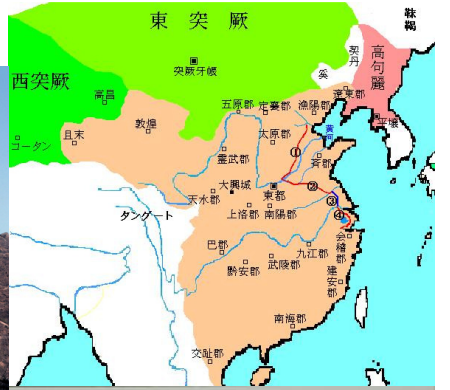 東突厥
靺鞨
契丹
奚
高句麗
突厥牙帳
西突厥
高昌
遼東郡
平壌
五原郡
定襄郡
漁陽郡
敦煌
且末
コータン
太原郡
黄河
斉郡
霊武郡
①
大興城
東都
②
天水郡
タングート
上洛郡
南陽郡
③
④
会稽郡
巴郡
九江郡
黔安郡
武陵郡
建安郡
南海郡
交趾郡